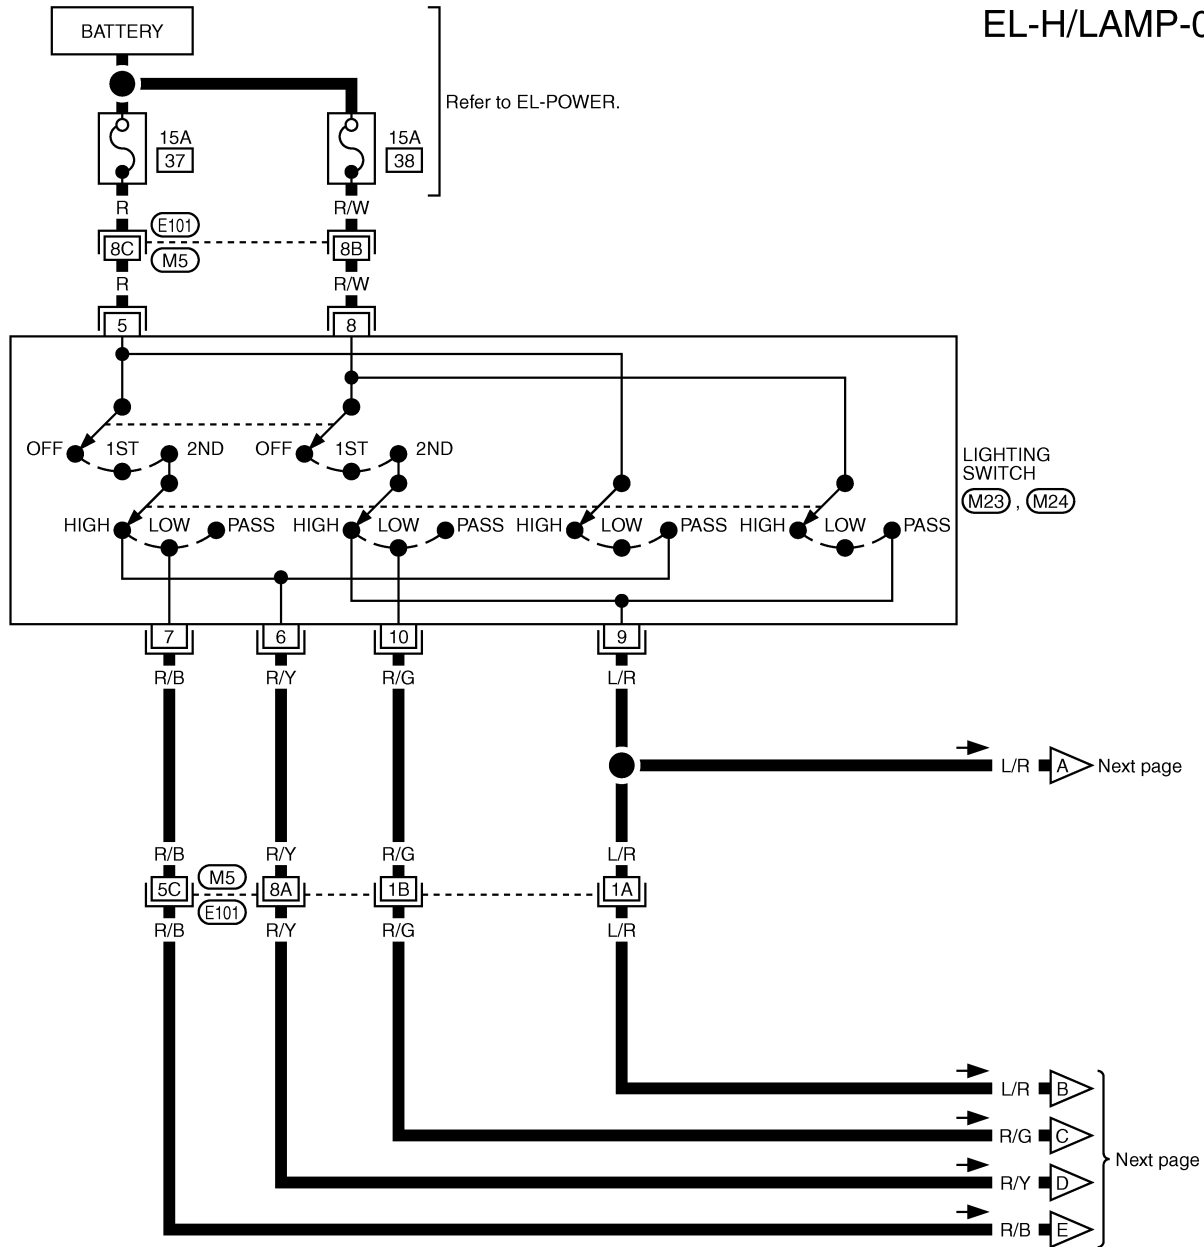 EL-H/LAMP-0
BATTERY
Refer to EL-POWER.
15A
37
15A
38
R
R/W
E101
8C
8B
M5
R
R/W
5
8
OFF 1ST 2ND
OFF 1ST 2ND
LIGHTING
SWITCH
M23 , M24
HIGH LOW PASS
HIGH LOW PASS
HIGH LOW PASS
HIGH LOW PASS
7
6
10
9
R/B
R/Y
R/G
L/R
L/R
A
Next page
R/B
R/Y
R/G
L/R
M5
5C
8A
1B
1A
E101
R/B
R/Y
R/G
L/R
L/R
B
R/G
C
Next page
R/Y
D
R/B
E